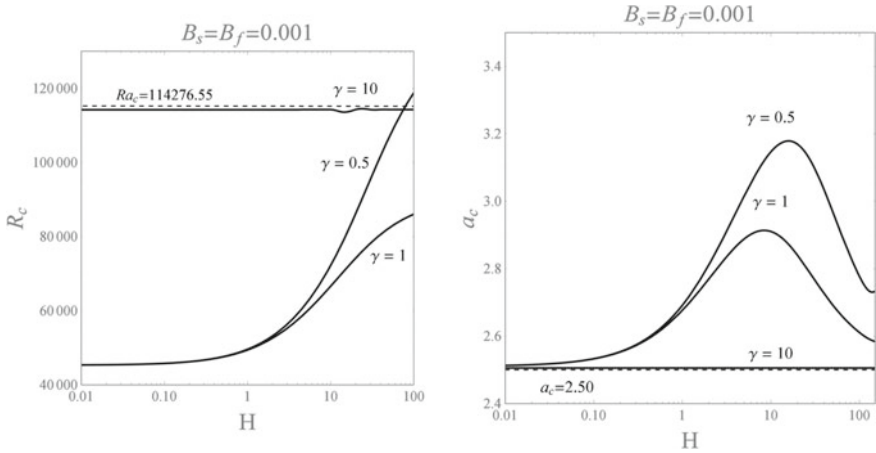 B_s=B_f=0.001
120 000
Ra_c=114276.55
γ = 10
100 000
γ = 0.5
R_c
80 000
γ = 1
60 000
40 000
0.01 0.10 1 10 100
H
B_s=B_f=0.001
3.4
γ = 0.5
3.2
γ = 1
3.0
a_c
2.8
2.6
γ = 10
a_c=2.50
2.4
0.01 0.10 1 10 100
H